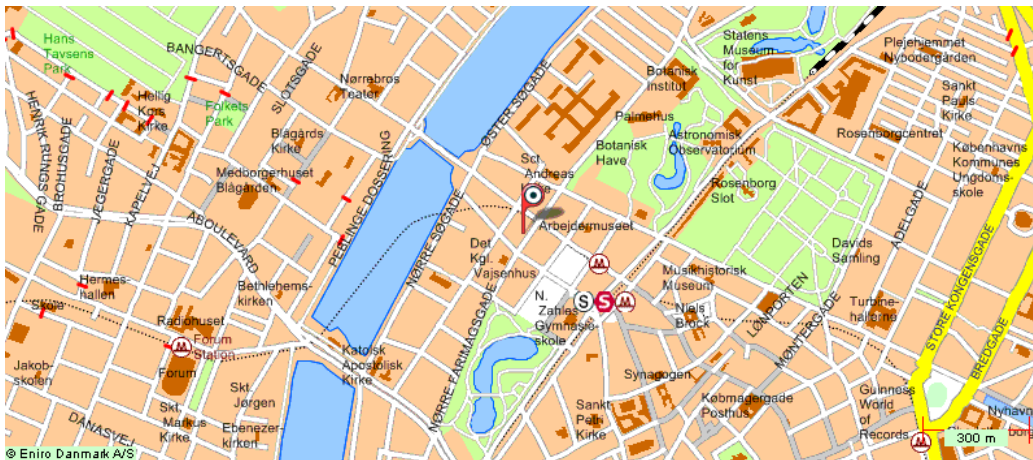 Hans
Tavsens
Park
BANGERTSGADE
SLOTSGADE
Nørrebros
Teater
ØSTER SØGADE
Statens
Museum
for
Kunst
Plejehjemmet
Nybodergården
Botanisk
Institut
Sankt
Pauls
Kirke
HENRIK RUNGSGADE
BROHUSGADE
Hellig
Kors
Kirke
Folkets
Park
Blågårds
Kirke
Palmehus
Astronomisk
Observatorium
Rosenborgcentret
Botanisk
Have
Københavns
Kommunes
Ungdoms-
skole
JÆGERGADE
KAPELVEJ
Medborgerhuset
Blågården
PEBLINGE DOSSERING
Sct.
Andreas
Rosenborg
Slot
ÅBOULEVARD
NØRRE SØGADE
Arbejdermuseet
ADELGADE
Davids
Samling
Det
Kgl.
Vajsenhus
Hermes-
hallen
Bethlehems-
kirken
Musikhistorisk
Museum
STORE KONGENSGADE
Skole
Radiohuset
N.
Zahles
Gymnasie-
skole
S
S
M
M
Niels
Brock
LØNPORTEN
MØNTERGADE
Turbine-
hallerne
BREDGADE
M
Forum
Station
Forum
Katolsk
Apostolisk
Kirke
NØRRE FARIMAGSGADE
Jakob-
skolen
Skt.
Jørgen
Synagogen
Guinness
World
of
Records
DANASVEJ
Skt.
Markus
Kirke
Ebenezer-
kirken
Sankt
Petri
Kirke
Købmagergade
Posthus
Nyhavn
M
300 m
© Eniro Danmark A/S